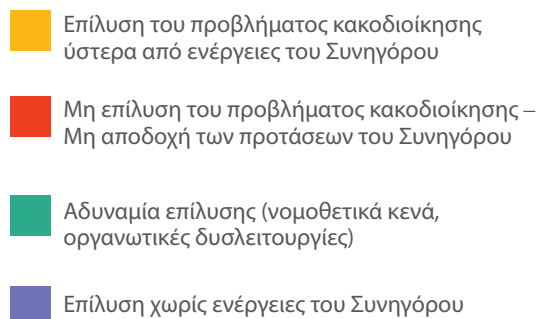 Επίλυση του προβλήματος κακοδιοίκησης
ύστερα από ενέργειες του Συνηγόρου
Μη επίλυση του προβλήματος κακοδιοίκησης –
Μη αποδοχή των προτάσεων του Συνηγόρου
Αδυναμία επίλυσης (νομοθετικά κενά,
οργανωτικές δυσλειτουργίες)
Επίλυση χωρίς ενέργειες του Συνηγόρου